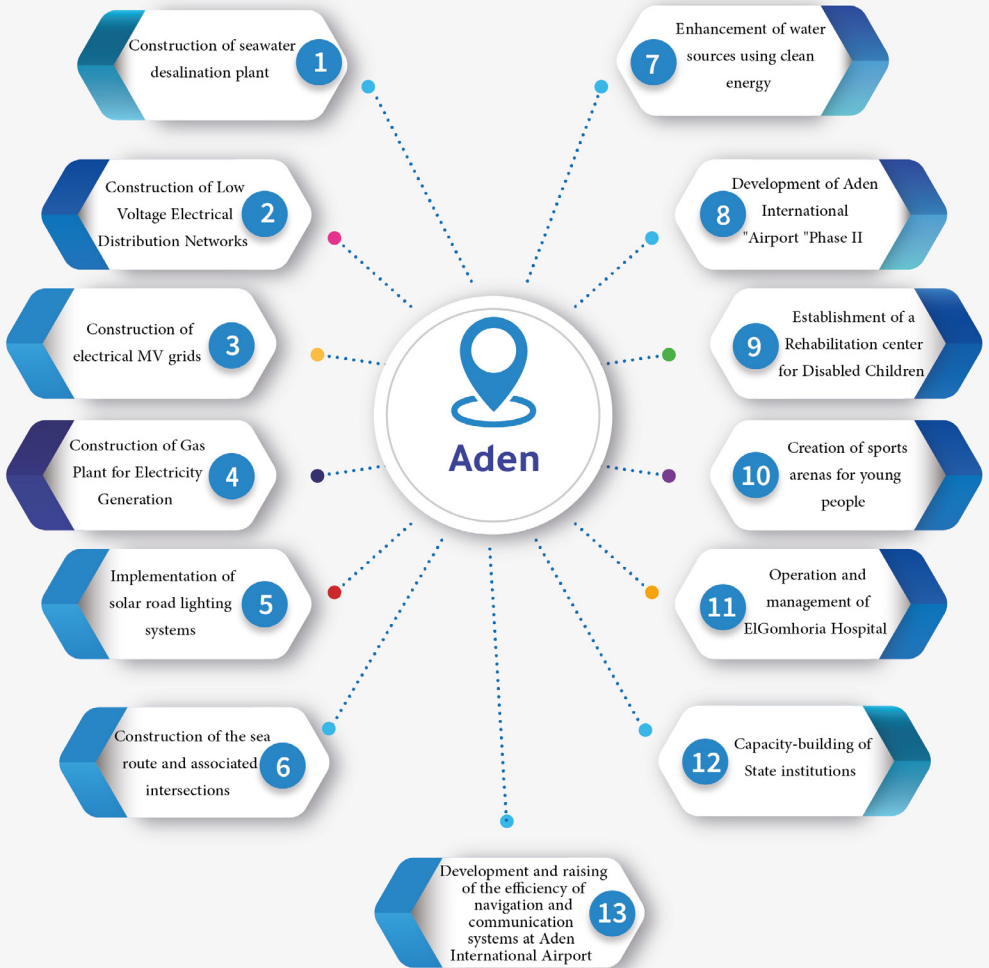 Construction of seawater
desalination plant
1
Construction of Low
Voltage Electrical
Distribution Networks
2
Construction of
electrical MV grids
3
Construction of Gas
Plant for Electricity
Generation
4
Implementation of
solar road lighting
systems
5
Construction of the sea
route and associated
intersections
6
Aden
Enhancement of water
sources using clean
energy
7
Development of Aden
International
"Airport "Phase II
8
Establishment of a
Rehabilitation center
for Disabled Children
9
Creation of sports
arenas for young
people
10
Operation and
management of
ElGomhoria Hospital
11
Capacity-building of
State institutions
12
Development and raising
of the efficiency of
navigation and
communication
systems at Aden
International Airport
13